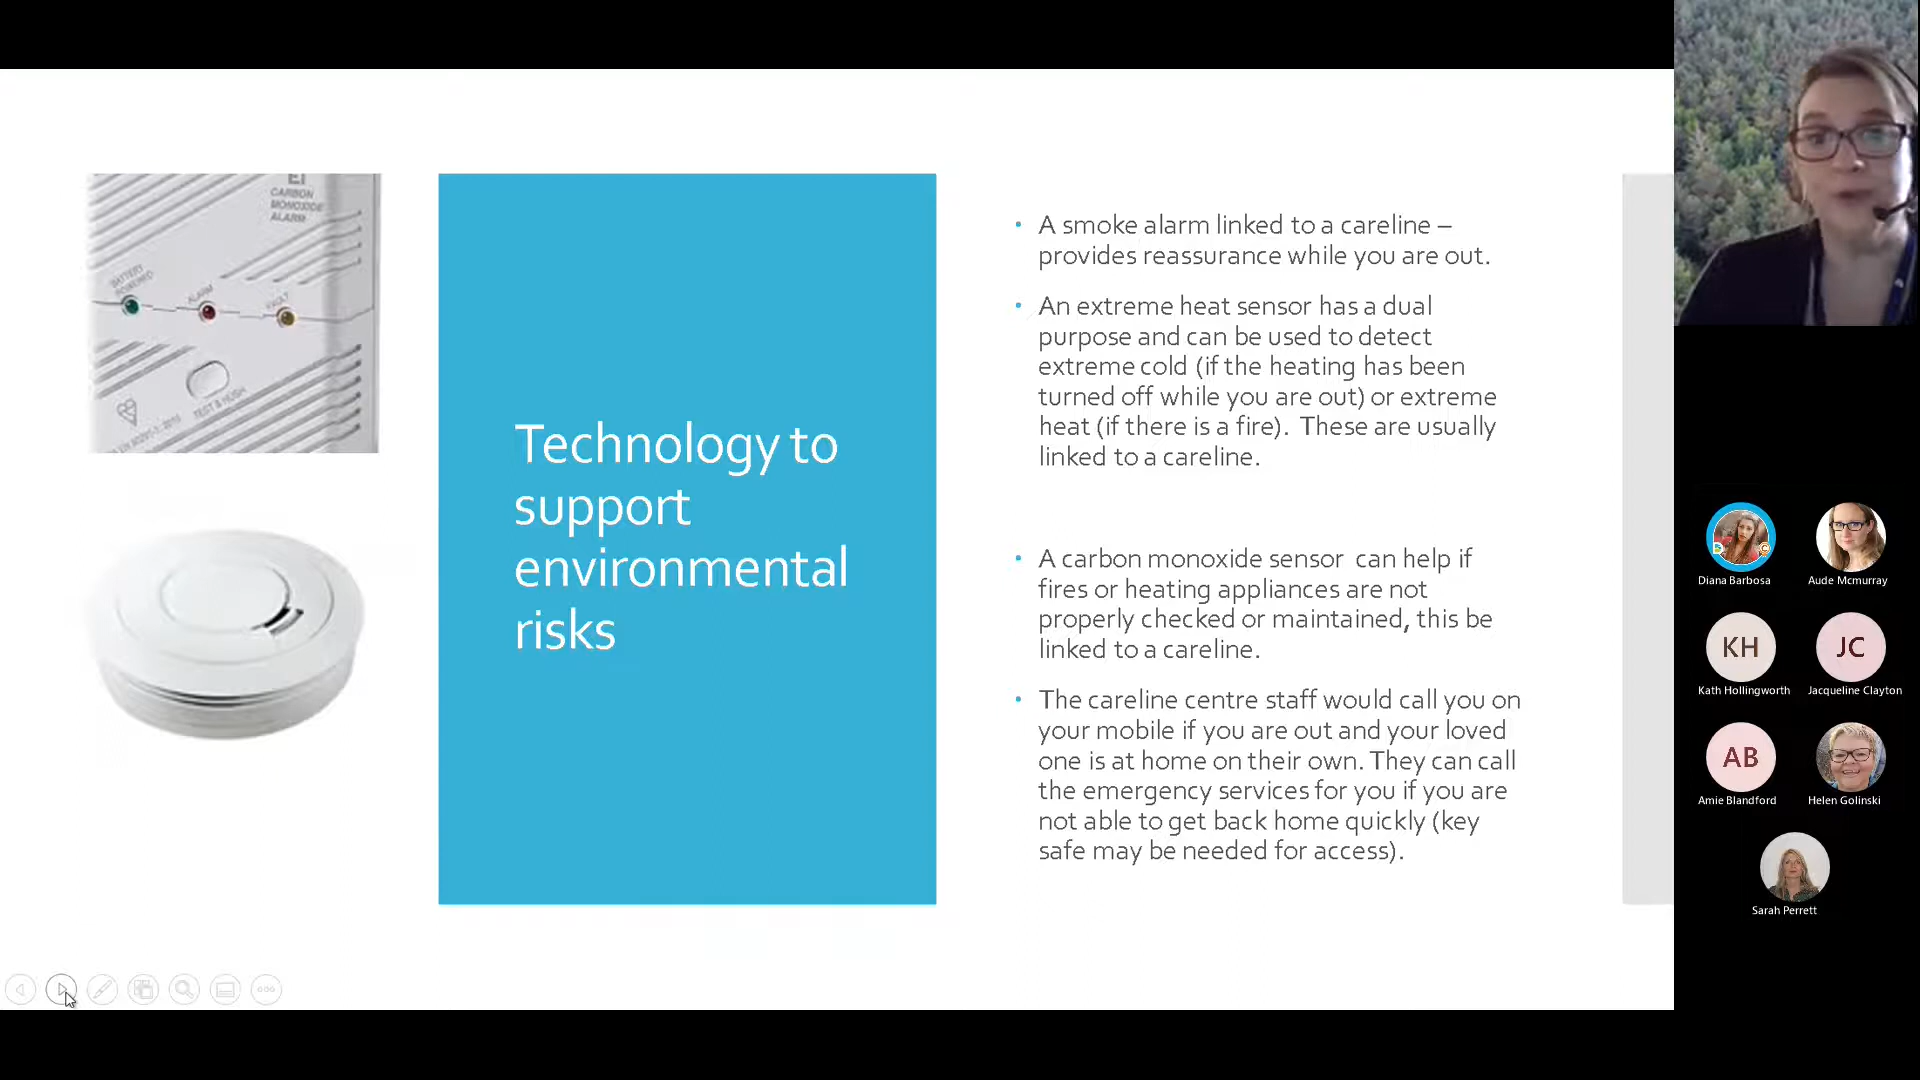 EI
CARBON
MONOXIDE
ALARM
BATTERY
POWERED
ALARM
FAULT
TEST & HUSH
Technology to
support
environmental
risks
• A smoke alarm linked to a careline –
provides reassurance while you are out.
• An extreme heat sensor has a dual
purpose and can be used to detect
extreme cold (if the heating has been
turned off while you are out) or extreme
heat (if there is a fire). These are usually
linked to a careline.
• A carbon monoxide sensor can help if
fires or heating appliances are not
properly checked or maintained, this be
linked to a careline.
• The careline centre staff would call you on
your mobile if you are out and your loved
one is at home on their own. They can call
the emergency services for you if you are
not able to get back home quickly (key
safe may be needed for access).
Diana Barbosa
Aude Mcmurray
KH
Kath Hollingworth
JC
Jacqueline Clayton
AB
Amie Blandford
Helen Golinski
Sarah Perrett